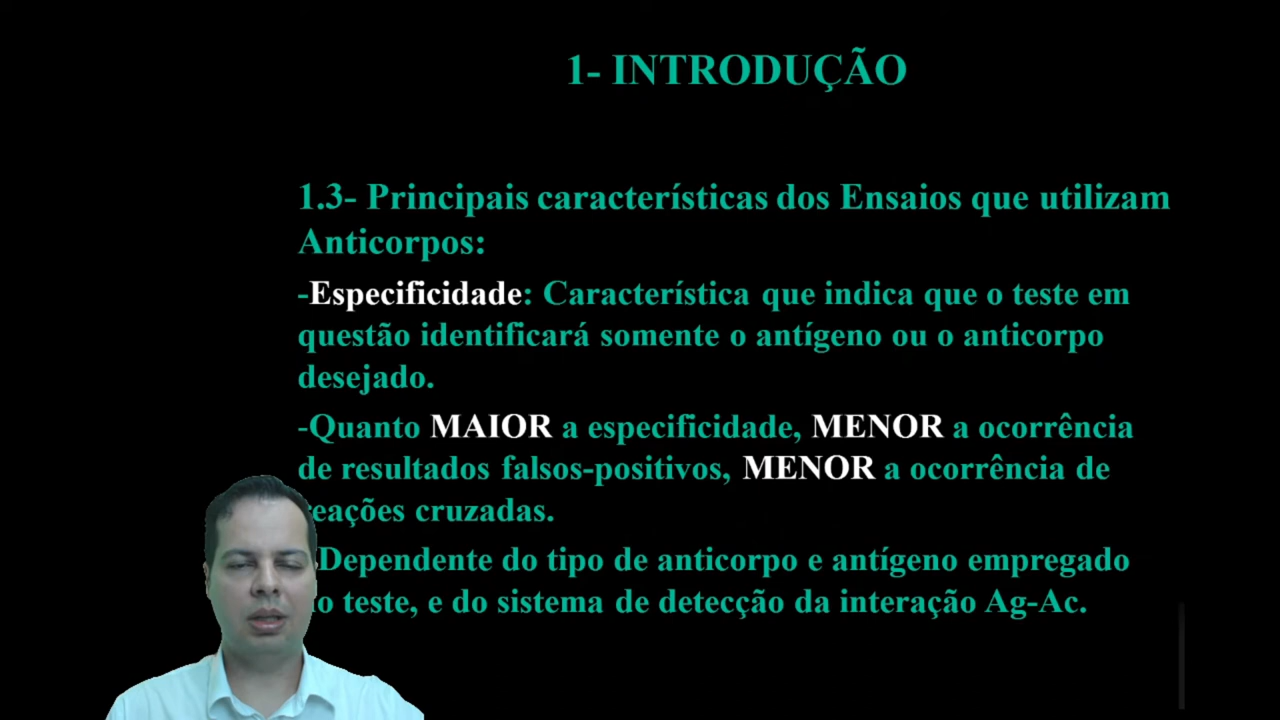 1- INTRODUÇÃO
1.3- Principais características dos Ensaios que utilizam
Anticorpos:
-Especificidade: Característica que indica que o teste em
questão identificará somente o antígeno ou o anticorpo
desejado.
-Quanto MAIOR a especificidade, MENOR a ocorrência
de resultados falsos-positivos, MENOR a ocorrência de
reações cruzadas.
Dependente do tipo de anticorpo e antígeno empregado
teste, e do sistema de detecção da interação Ag-Ac.